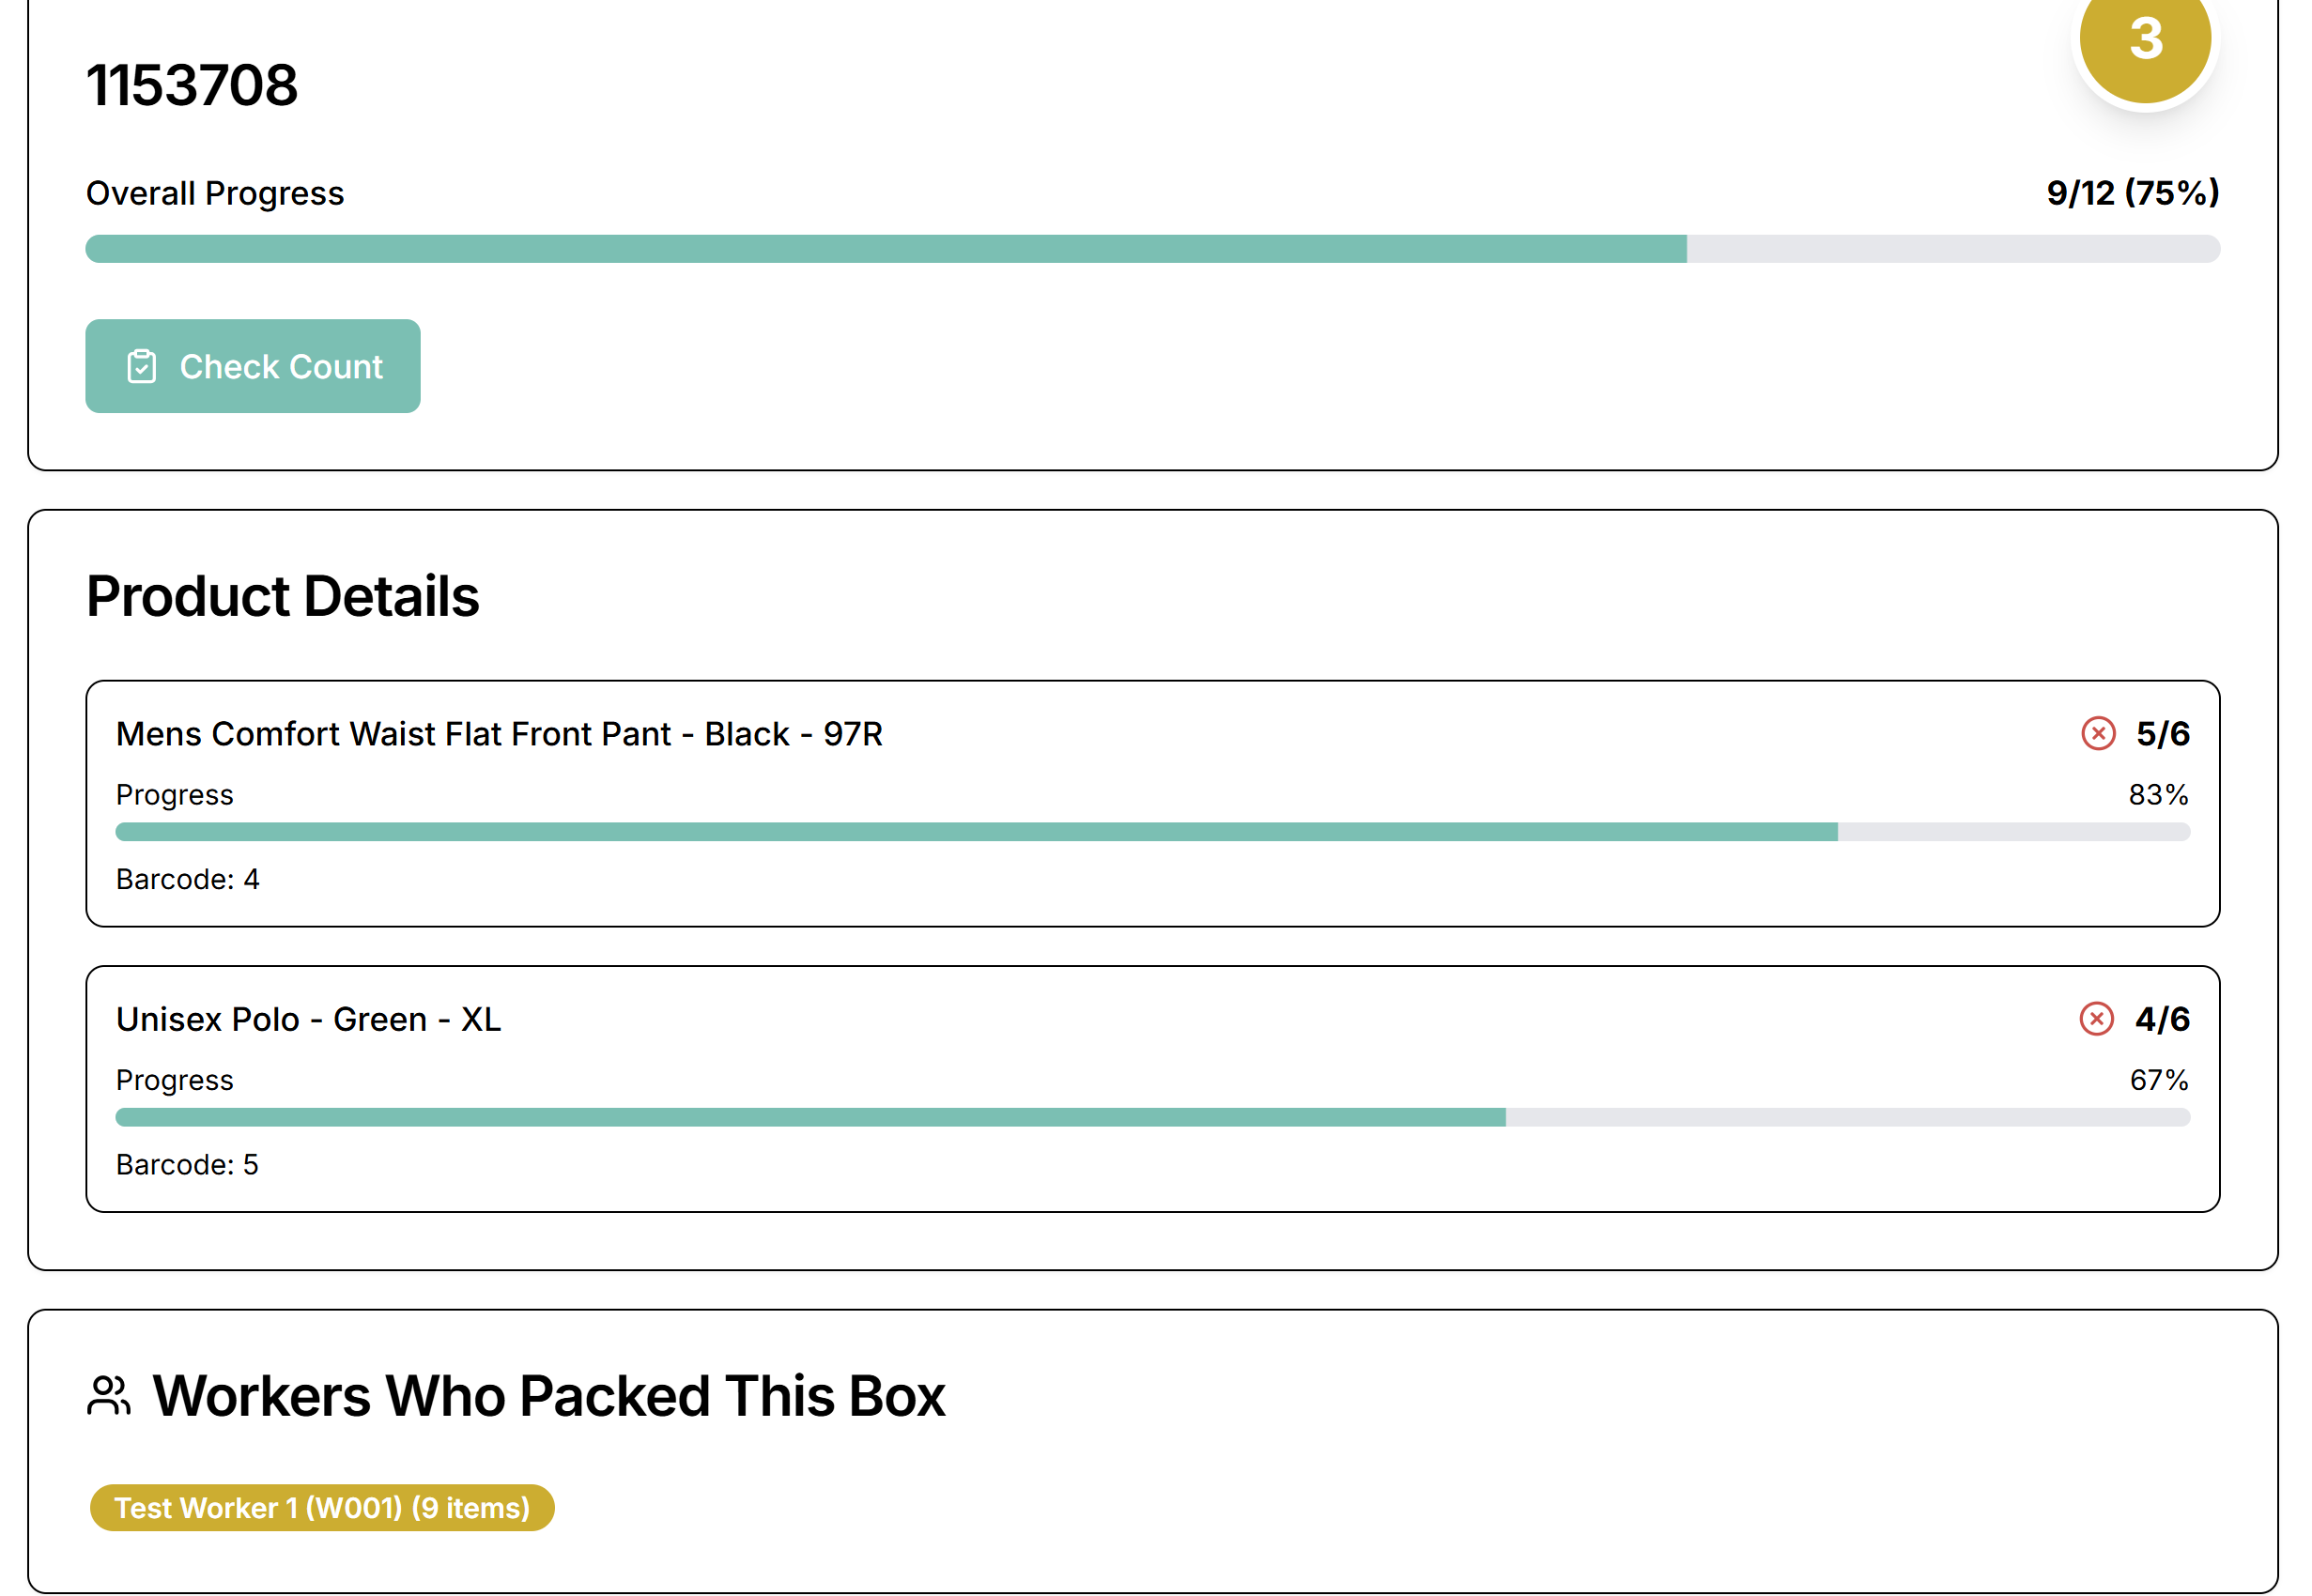 1153708
3
Overall Progress
9/12 (75%)
Check Count
Product Details
Mens Comfort Waist Flat Front Pant - Black - 97R
5/6
Progress
83%
Barcode: 4
Unisex Polo - Green - XL
4/6
Progress
67%
Barcode: 5
Workers Who Packed This Box
Test Worker 1 (W001) (9 items)